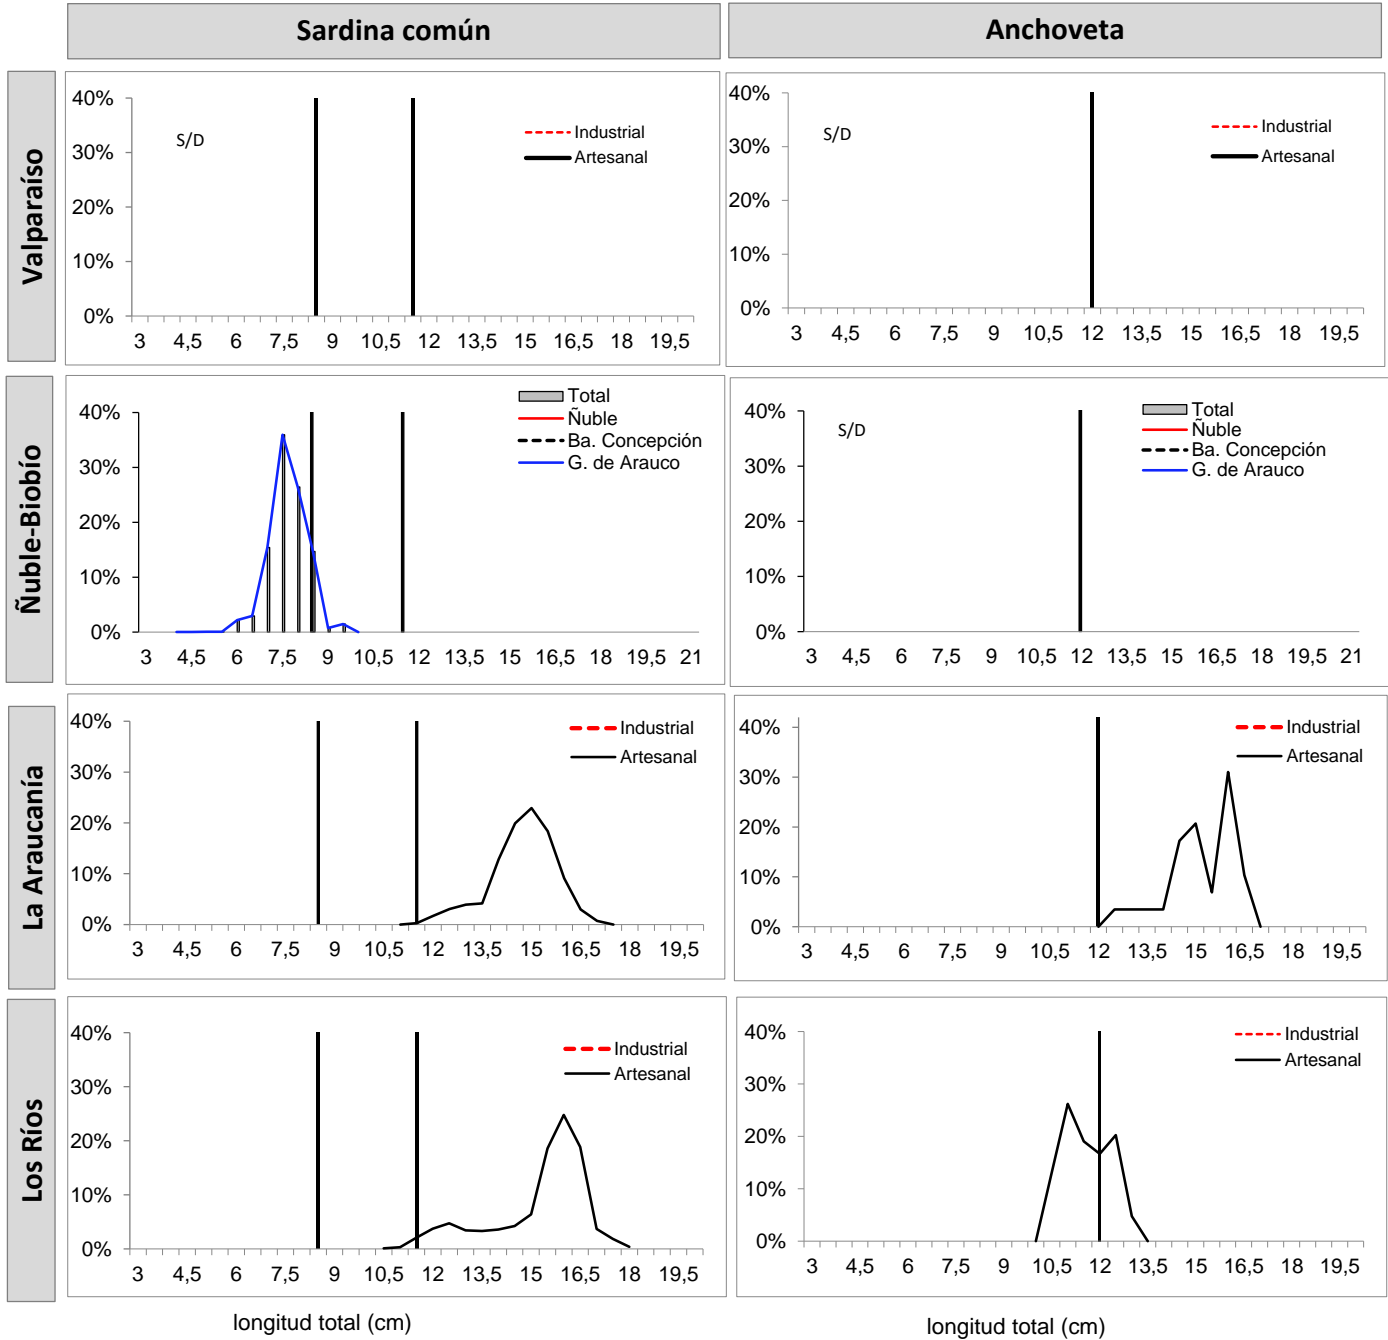 Sardina común
Anchoveta
Valparaíso
40%
30%
20%
10%
0%
S/D
Industrial
Artesanal
3 4,5 6 7,5 9 10,5 12 13,5 15 16,5 18 19,5
40%
30%
20%
10%
0%
S/D
Industrial
Artesanal
3 4,5 6 7,5 9 10,5 12 13,5 15 16,5 18 19,5
Ñuble-Biobío
40%
30%
20%
10%
0%
Total
Ñuble
Ba. Concepción
G. de Arauco
3 4,5 6 7,5 9 10,5 12 13,5 15 16,5 18 19,5 21
40%
30%
20%
10%
0%
S/D
Total
Ñuble
Ba. Concepción
G. de Arauco
3 4,5 6 7,5 9 10,5 12 13,5 15 16,5 18 19,5 21
La Araucanía
40%
30%
20%
10%
0%
Industrial
Artesanal
3 4,5 6 7,5 9 10,5 12 13,5 15 16,5 18 19,5
40%
30%
20%
10%
0%
Industrial
Artesanal
3 4,5 6 7,5 9 10,5 12 13,5 15 16,5 18 19,5
Los Ríos
40%
30%
20%
10%
0%
Industrial
Artesanal
3 4,5 6 7,5 9 10,5 12 13,5 15 16,5 18 19,5
40%
30%
20%
10%
0%
Industrial
Artesanal
3 4,5 6 7,5 9 10,5 12 13,5 15 16,5 18 19,5
longitud total (cm)
longitud total (cm)